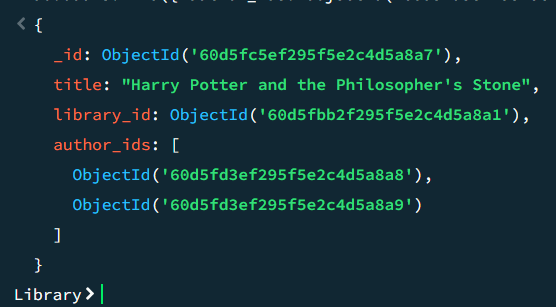 {
_id: ObjectId('60d5fc5ef295f5e2c4d5a8a7'),
title: "Harry Potter and the Philosopher's Stone",
library_id: ObjectId('60d5fbb2f295f5e2c4d5a8a1'),
author_ids: [
ObjectId('60d5fd3ef295f5e2c4d5a8a8'),
ObjectId('60d5fd3ef295f5e2c4d5a8a9')
]
}
Library>